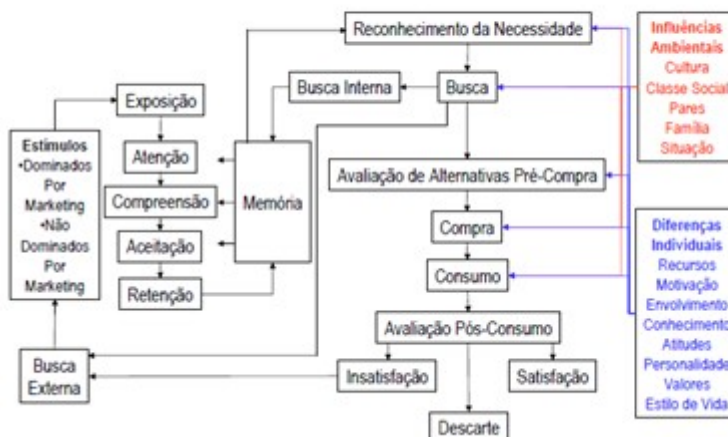 Reconhecimento da Necessidade
Busca Interna
Busca
Exposição
Estímulos
•Dominados
Por
Marketing
•Não
Dominados
Por
Marketing
Atenção
Compreensão
Aceitação
Retenção
Memória
Avaliação de Alternativas Pré-Compra
Compra
Consumo
Avaliação Pós-Consumo
Busca
Externa
Insatisfação
Satisfação
Descarte
Influências
Ambientais
Cultura
Classe Social
Pares
Família
Situação
Diferenças
Individuais
Recursos
Motivação
Envolvimento
Conhecimento
Atitudes
Personalidade
Valores
Estilo de Vida